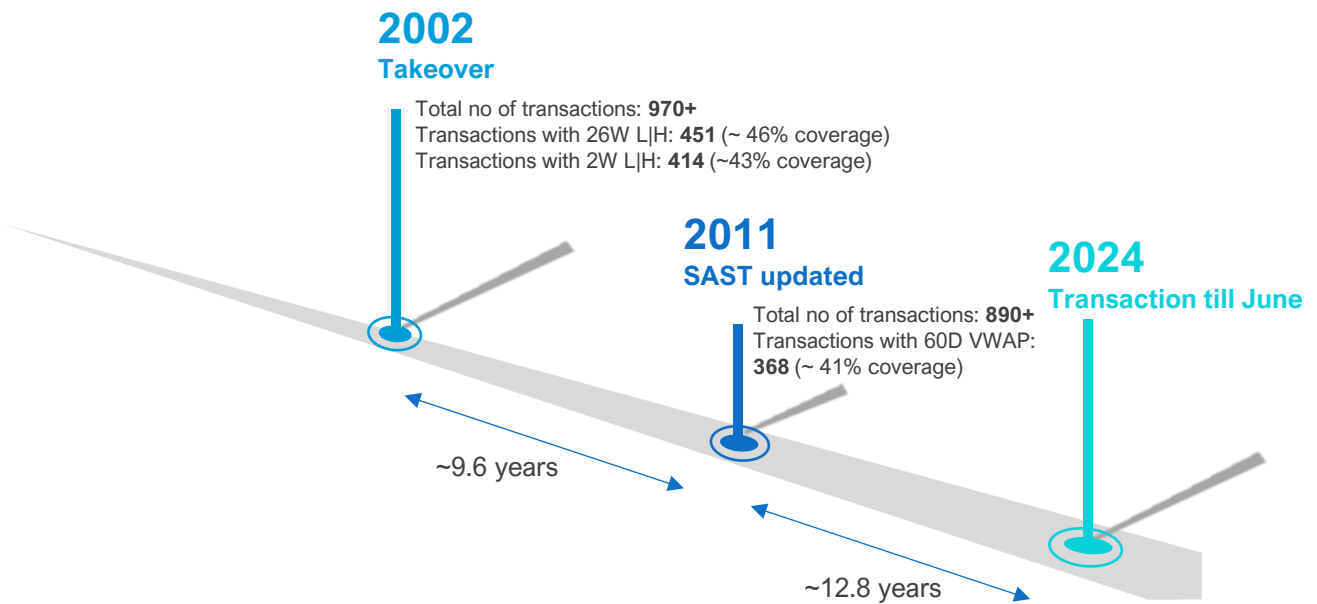 2002
Takeover
Total no of transactions: 970+
Transactions with 26W L|H: 451 (~ 46% coverage)
Transactions with 2W L|H: 414 (~43% coverage)
2011
SAST updated
Total no of transactions: 890+
Transactions with 60D VWAP:
368 (~ 41% coverage)
2024
Transaction till June
~9.6 years
~12.8 years